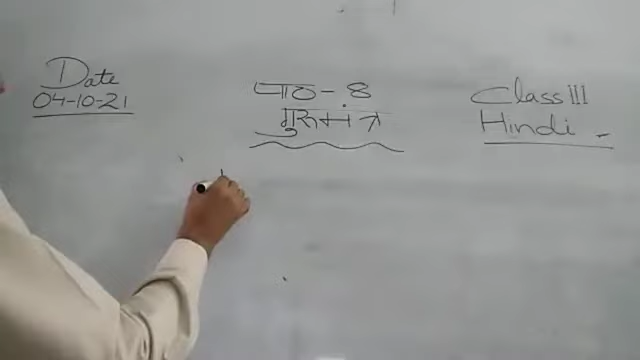 Date
04-10-21
पाठ - 8
गुरुमंत्र
Class III
Hindi -